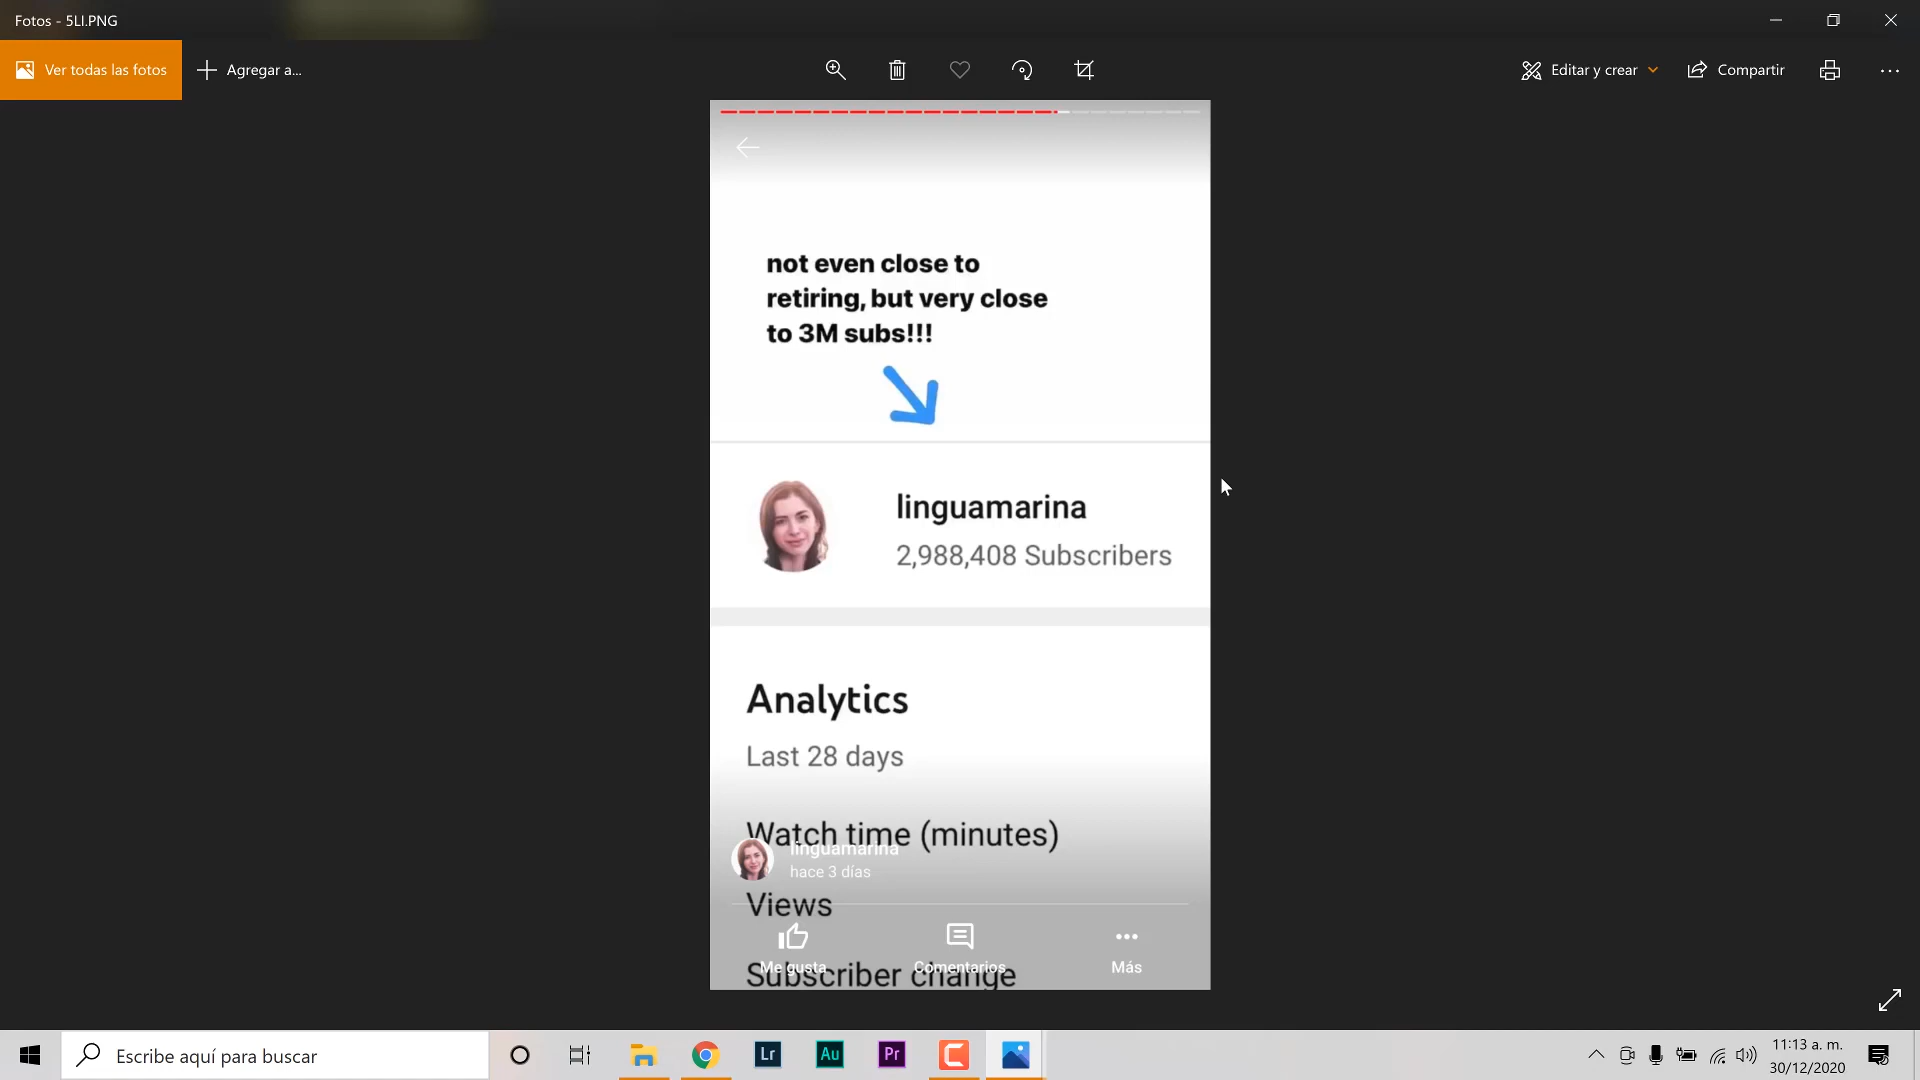 Fotos - 5LI.PNG
Ver todas las fotos
Agregar a...
Editar y crear
Compartir
not even close to
retiring, but very close
to 3M subs!!!
linguamarina
2,988,408 Subscribers
Analytics
Last 28 days
Watch time (minutes)
linguamarina
hace 3 días
Views
Me gusta
Comentarios
Más
Subscriber change
Escribe aquí para buscar
Lr
Au
Pr
11:13 a. m.
30/12/2020